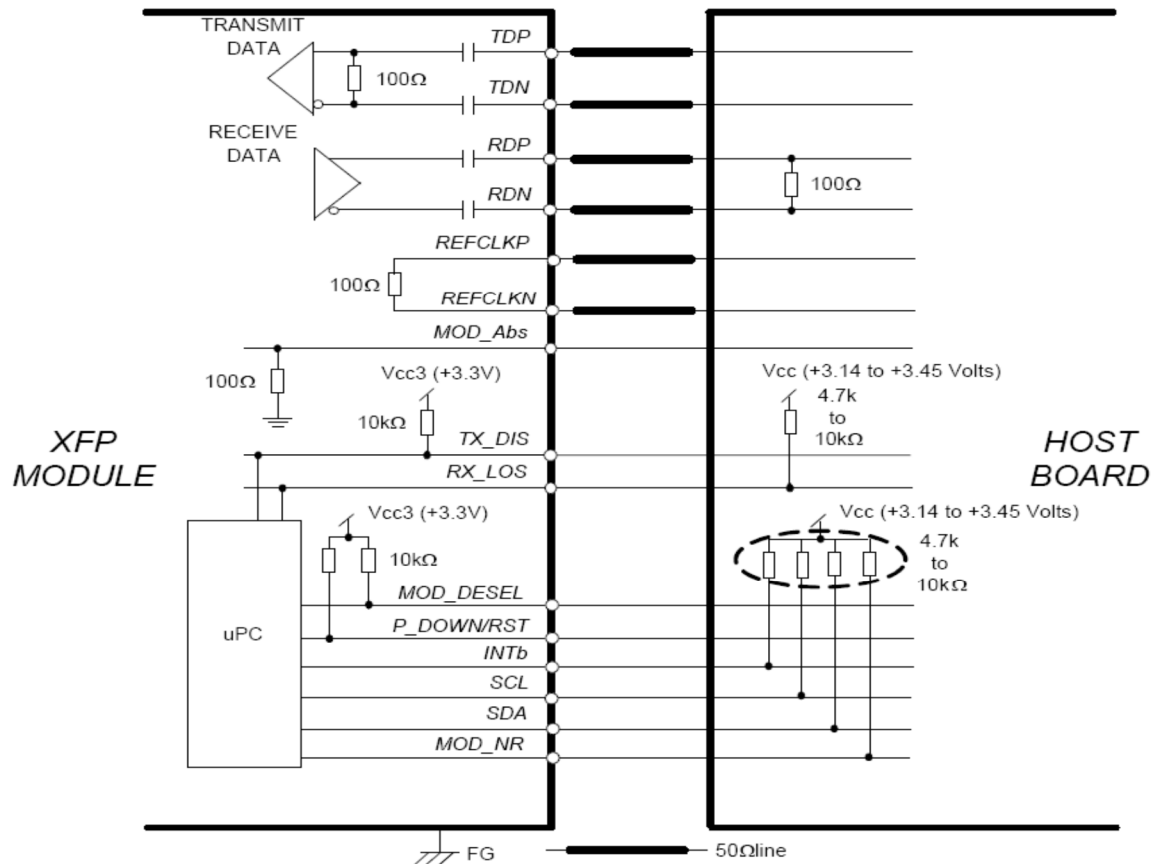 TRANSMIT
DATA
TDP
100Ω
TDN
RECEIVE
DATA
RDP
100Ω
RDN
REFCLKP
100Ω
REFCLKN
MOD_Abs
100Ω
Vcc3 (+3.3V)
10kΩ
Vcc (+3.14 to +3.45 Volts)
4.7k
to
10kΩ
TX_DIS
RX_LOS
XFP
MODULE
HOST
BOARD
Vcc3 (+3.3V)
10kΩ
Vcc (+3.14 to +3.45 Volts)
4.7k
to
10kΩ
MOD_DESEL
uPC
P_DOWN/RST
INTb
SCL
SDA
MOD_NR
FG
50Ωline